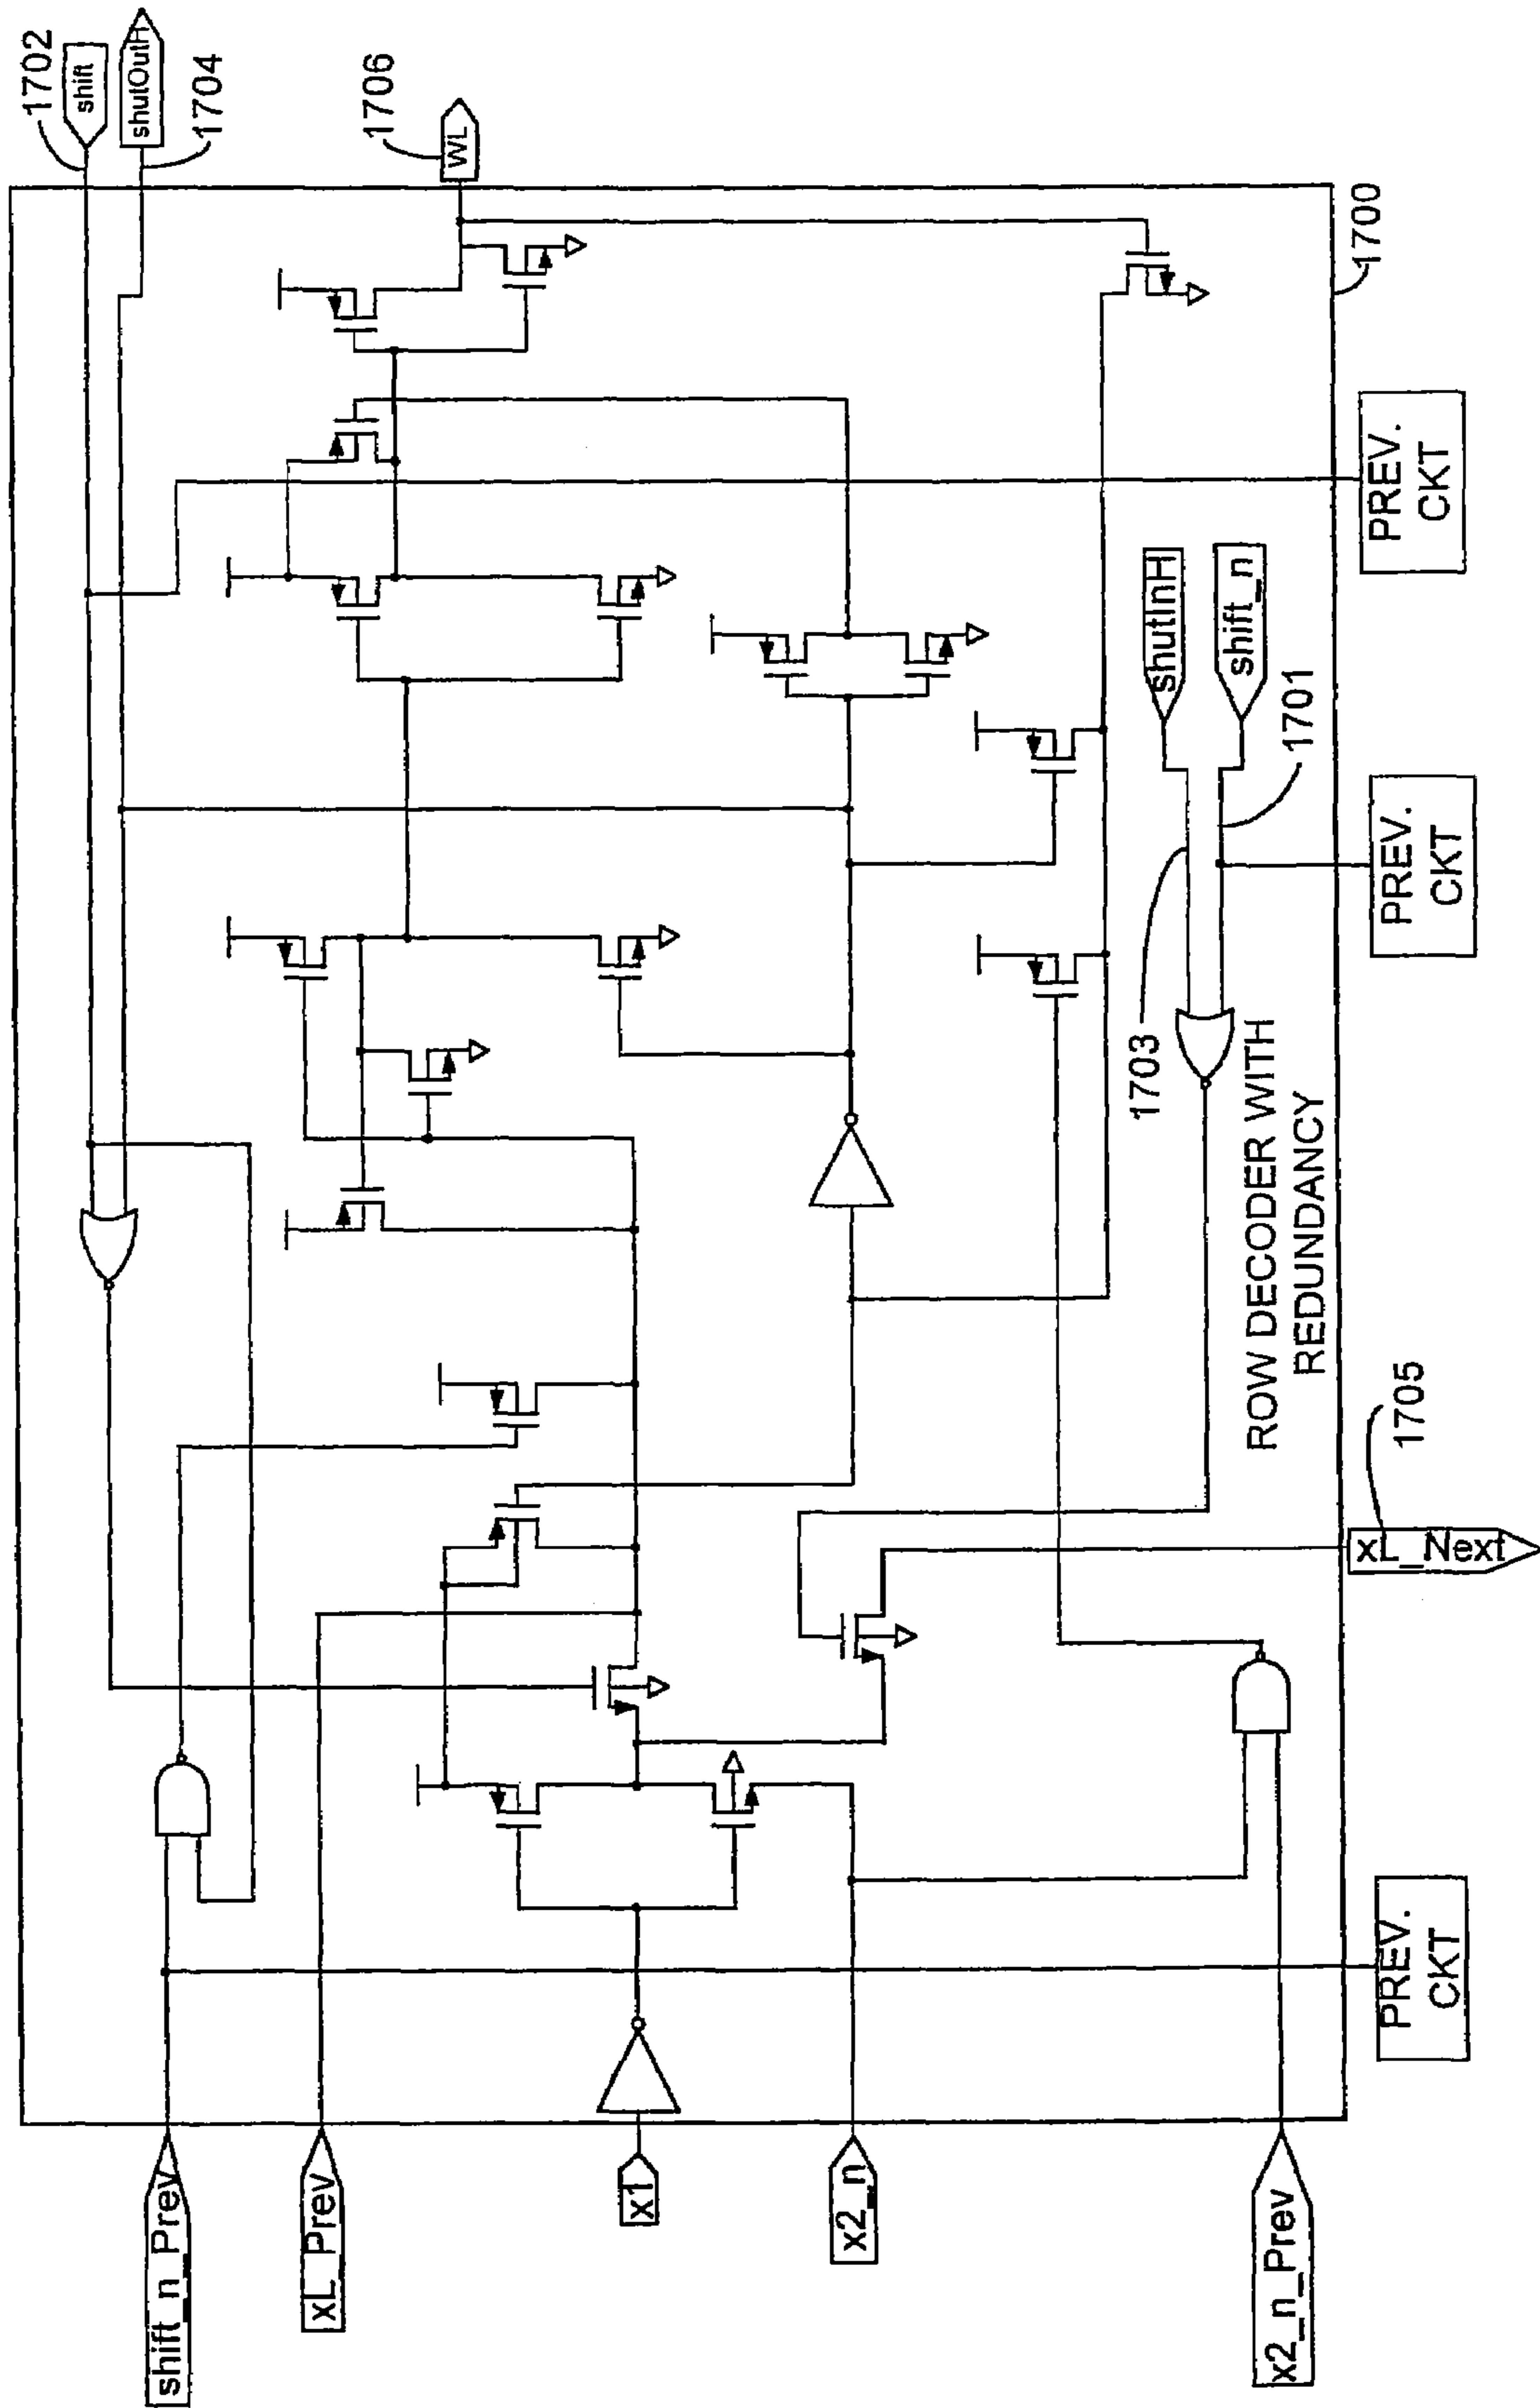 1702
shift
shutOutH
1704
1706
WL
1700
PREV.
CKT
shutInH
shift_n
1701
PREV.
CKT
1703
ROW DECODER WITH
REDUNDANCY
1705
xL_Next
PREV.
CKT
shift_n_Prev
xL_Prev
x1
x2_n
x2_n_Prev